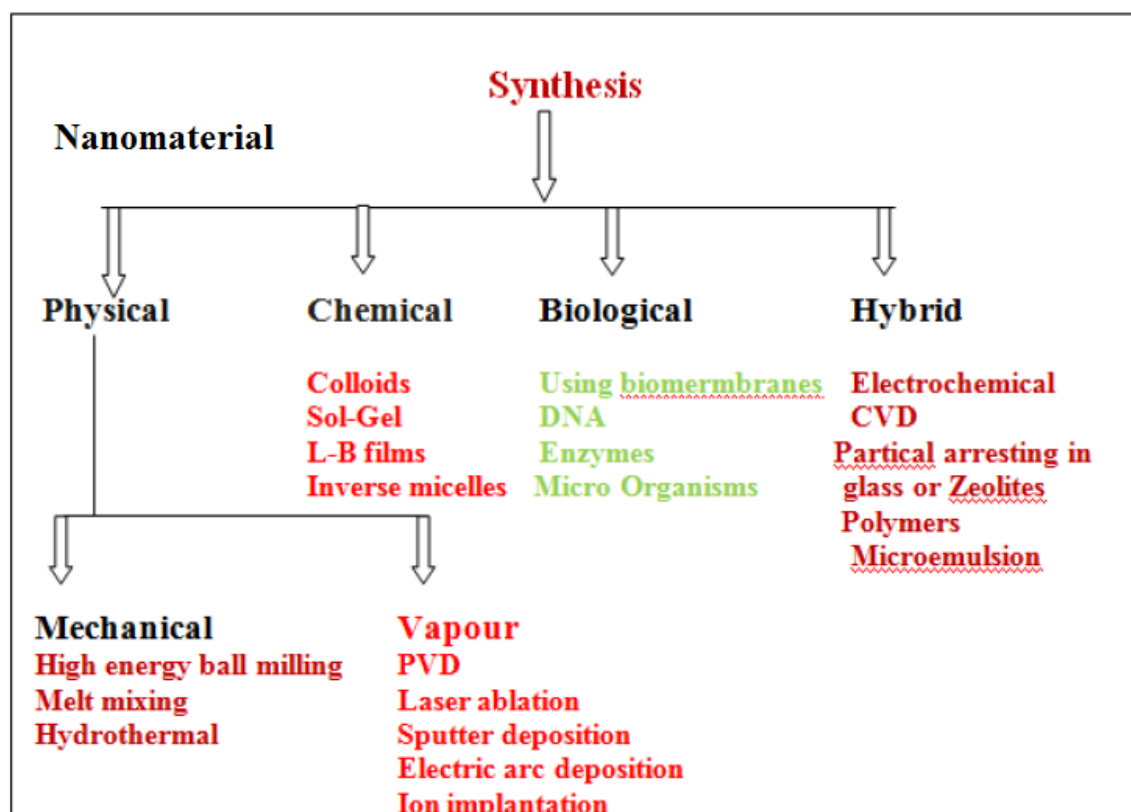 Synthesis
Nanomaterial
Physical
Chemical
Biological
Hybrid
Colloids
Sol-Gel
L-B films
Inverse micelles
Using biomermbranes
DNA
Enzymes
Micro Organisms
Electrochemical
CVD
Partical arresting in
glass or Zeolites
Polymers
Microemulsion
Mechanical
High energy ball milling
Melt mixing
Hydrothermal
Vapour
PVD
Laser ablation
Sputter deposition
Electric arc deposition
Ion implantation